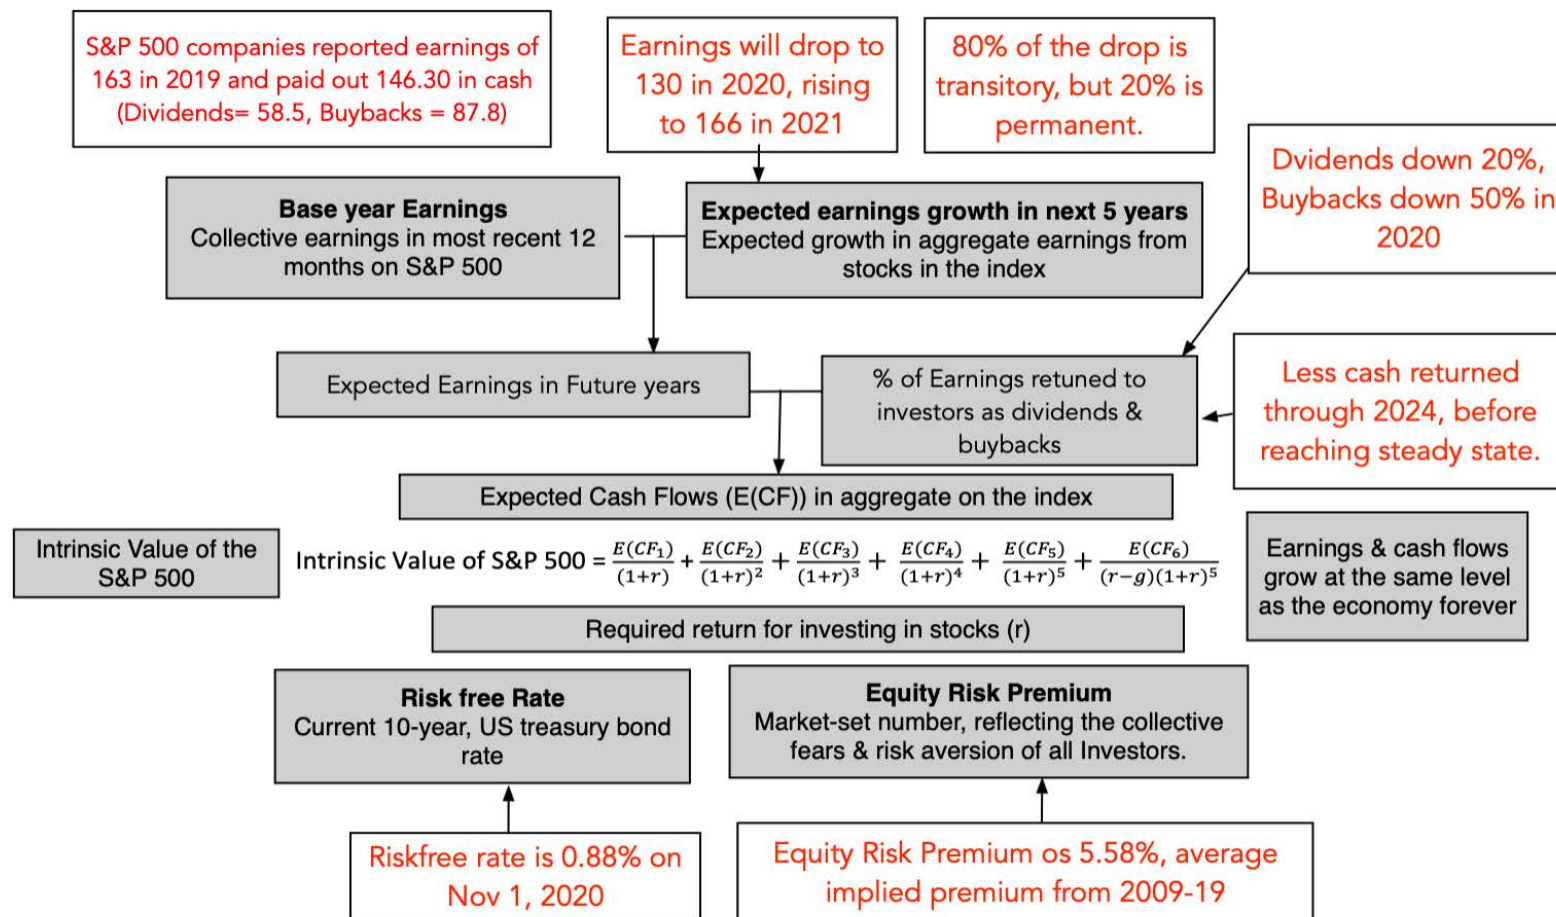 S&P 500 companies reported earnings of
163 in 2019 and paid out 146.30 in cash
(Dividends= 58.5, Buybacks = 87.8)
Earnings will drop to
130 in 2020, rising
to 166 in 2021
80% of the drop is
transitory, but 20% is
permanent.
Dvidends down 20%,
Buybacks down 50% in
2020
Base year Earnings
Collective earnings in most recent 12
months on S&P 500
Expected earnings growth in next 5 years
Expected growth in aggregate earnings from
stocks in the index
Expected Earnings in Future years
% of Earnings retuned to
investors as dividends &
buybacks
Less cash returned
through 2024, before
reaching steady state.
Expected Cash Flows (E(CF)) in aggregate on the index
Intrinsic Value of the
S&P 500
Intrinsic Value of S&P 500 = E(CF₁)/(1+r) + E(CF₂)/(1+r)² + E(CF₃)/(1+r)³ + E(CF₄)/(1+r)⁴ + E(CF₅)/(1+r)⁵ + E(CF₆)/(r−g)(1+r)⁵
Earnings & cash flows
grow at the same level
as the economy forever
Required return for investing in stocks (r)
Risk free Rate
Current 10-year, US treasury bond
rate
Equity Risk Premium
Market-set number, reflecting the collective
fears & risk aversion of all Investors.
Riskfree rate is 0.88% on
Nov 1, 2020
Equity Risk Premium os 5.58%, average
implied premium from 2009-19